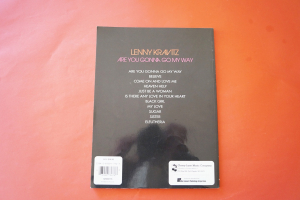 LENNY KRAVITZ
ARE YOU GONNA GO MY WAY
ARE YOU GONNA GO MY WAY
BELIEVE
COME ON AND LOVE ME
HEAVEN HELP
JUST BE A WOMAN
IS THERE ANY LOVE IN YOUR HEART
BLACK GIRL
MY LOVE
SUGAR
SISTER
ELEUTHERIA